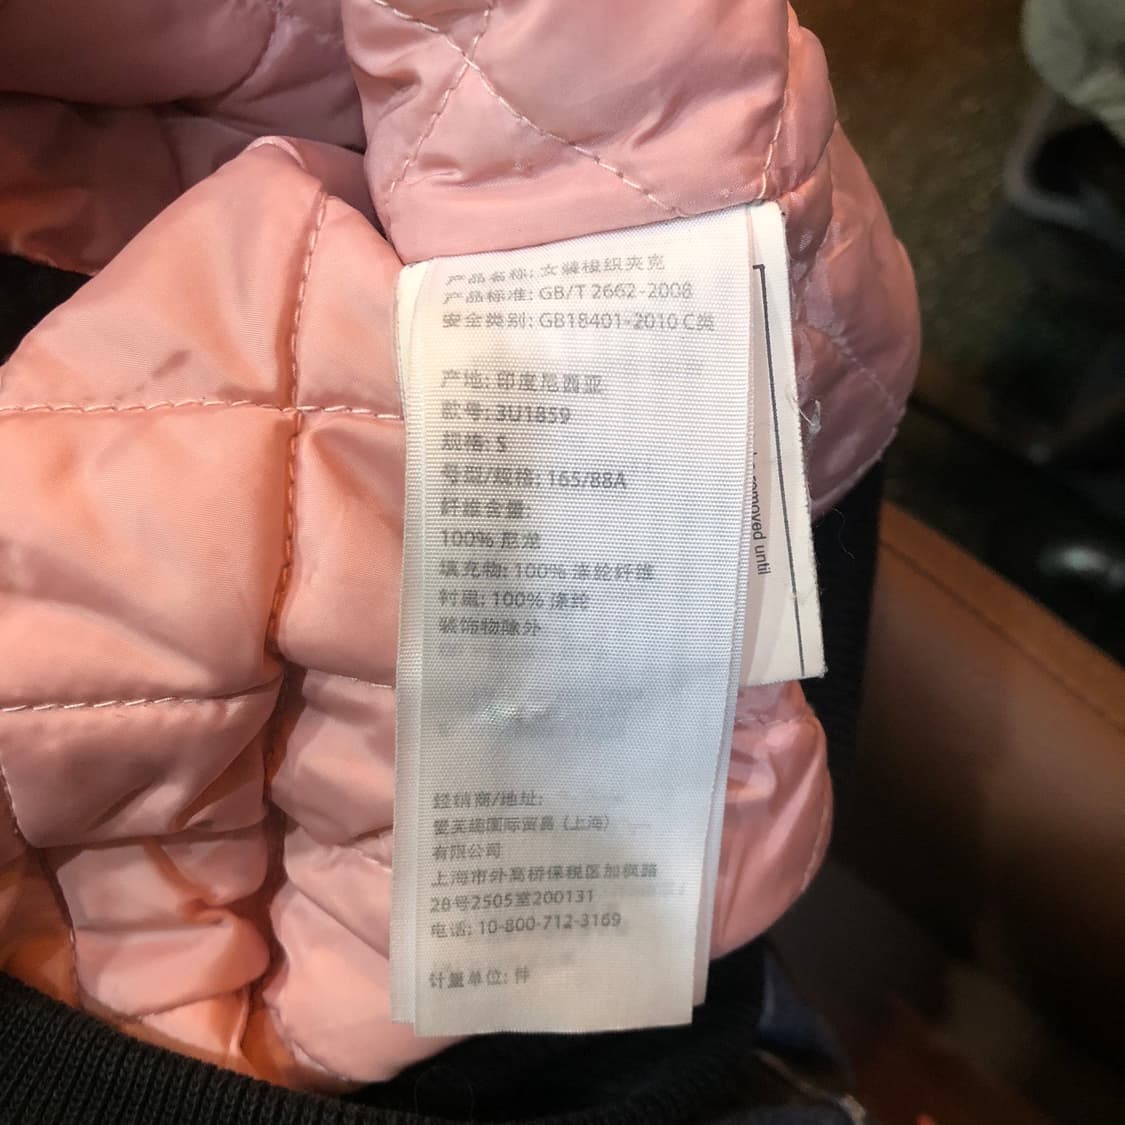 产品名称: 女装梭织夹克
产品标准: GB/T 2662-2008
安全类别: GB18401-2010 C类
产地: 印度尼西亚
款号: 3U1859
规格: S
号型/规格: 165/88A
纤维含量:
100% 尼龙
填充物: 100% 涤纶纤维
衬里: 100% 涤纶
装饰物除外
经销商/地址:
国际贸易 (上海)
有限公司
上海市外高桥保税区加枫路
28号2505室200131
电话: 10-800-712-3169
计量单位: 件
removed until